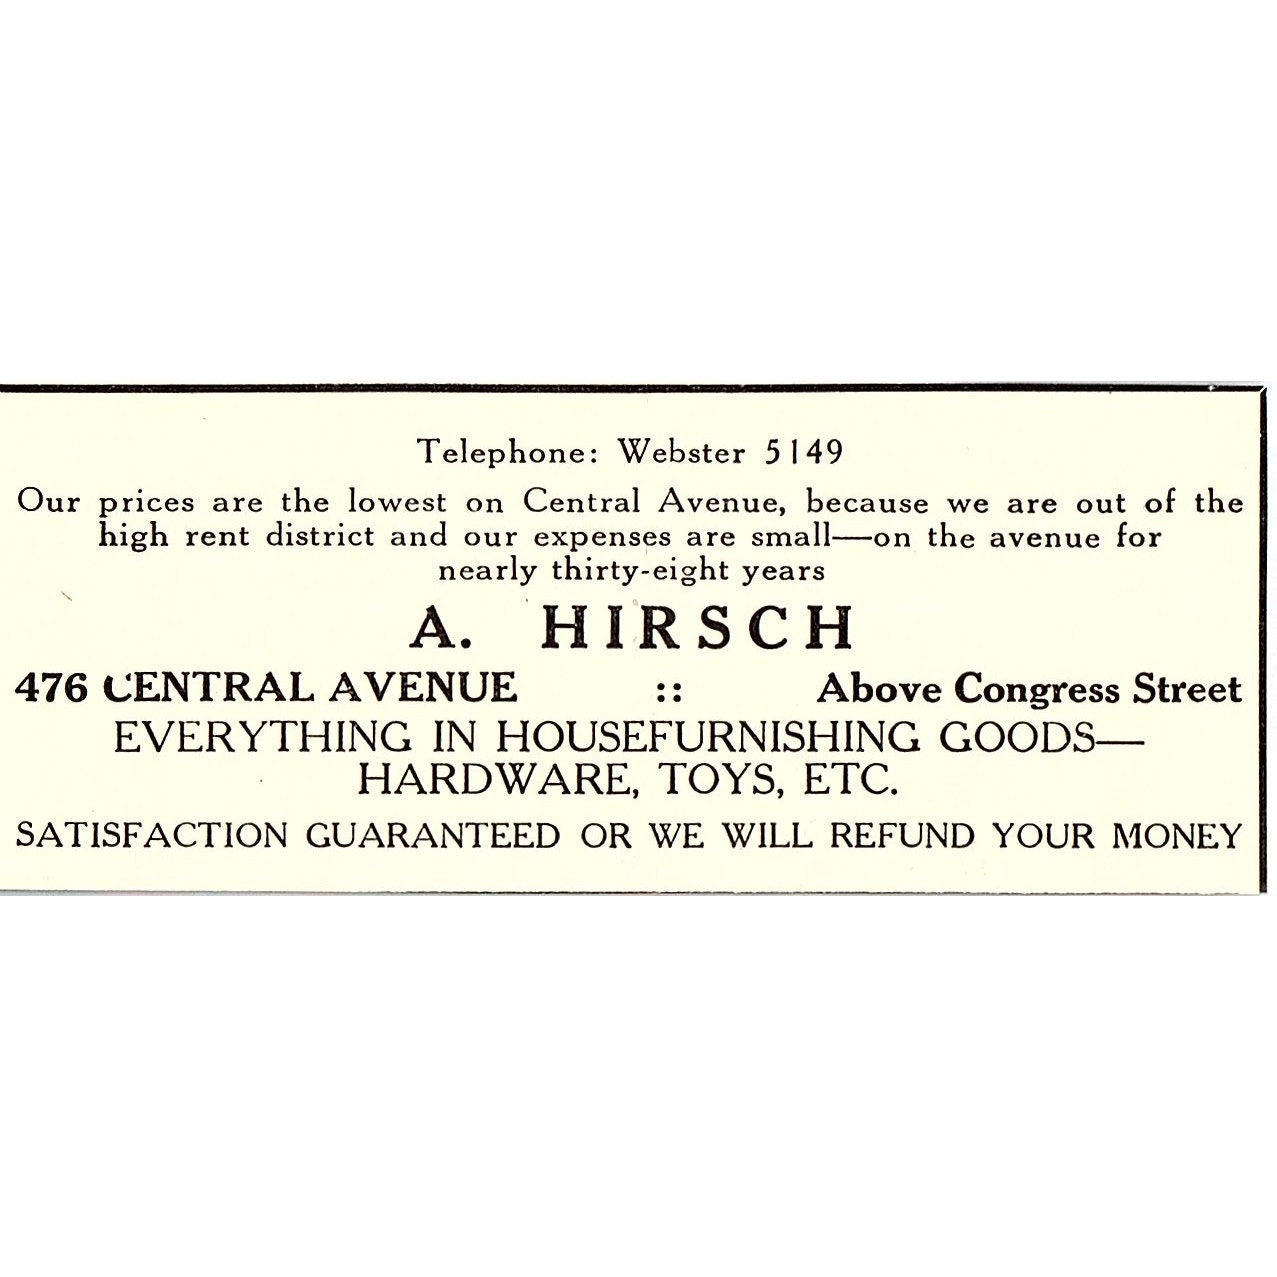 Telephone: Webster 5149
Our prices are the lowest on Central Avenue, because we are out of the
high rent district and our expenses are small—on the avenue for
nearly thirty-eight years
A. HIRSCH
476 CENTRAL AVENUE :: Above Congress Street
EVERYTHING IN HOUSEFURNISHING GOODS—
HARDWARE, TOYS, ETC.
SATISFACTION GUARANTEED OR WE WILL REFUND YOUR MONEY